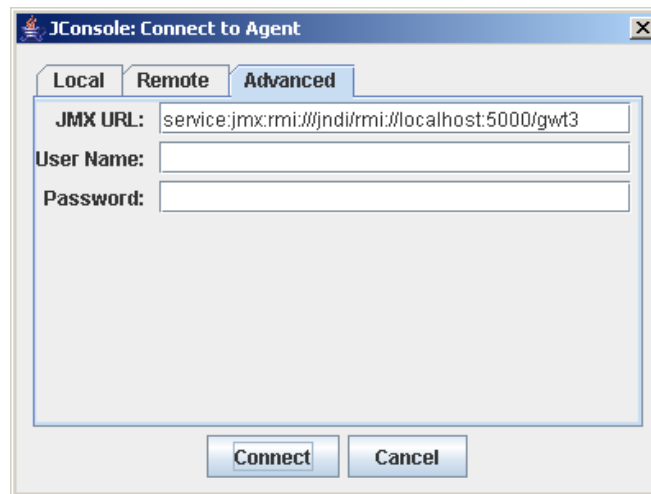 JConsole: Connect to Agent
Local Remote Advanced
JMX URL: service:jmx:rmi:///jndi/rmi://localhost:5000/gwt3
User Name:
Password:
Connect Cancel